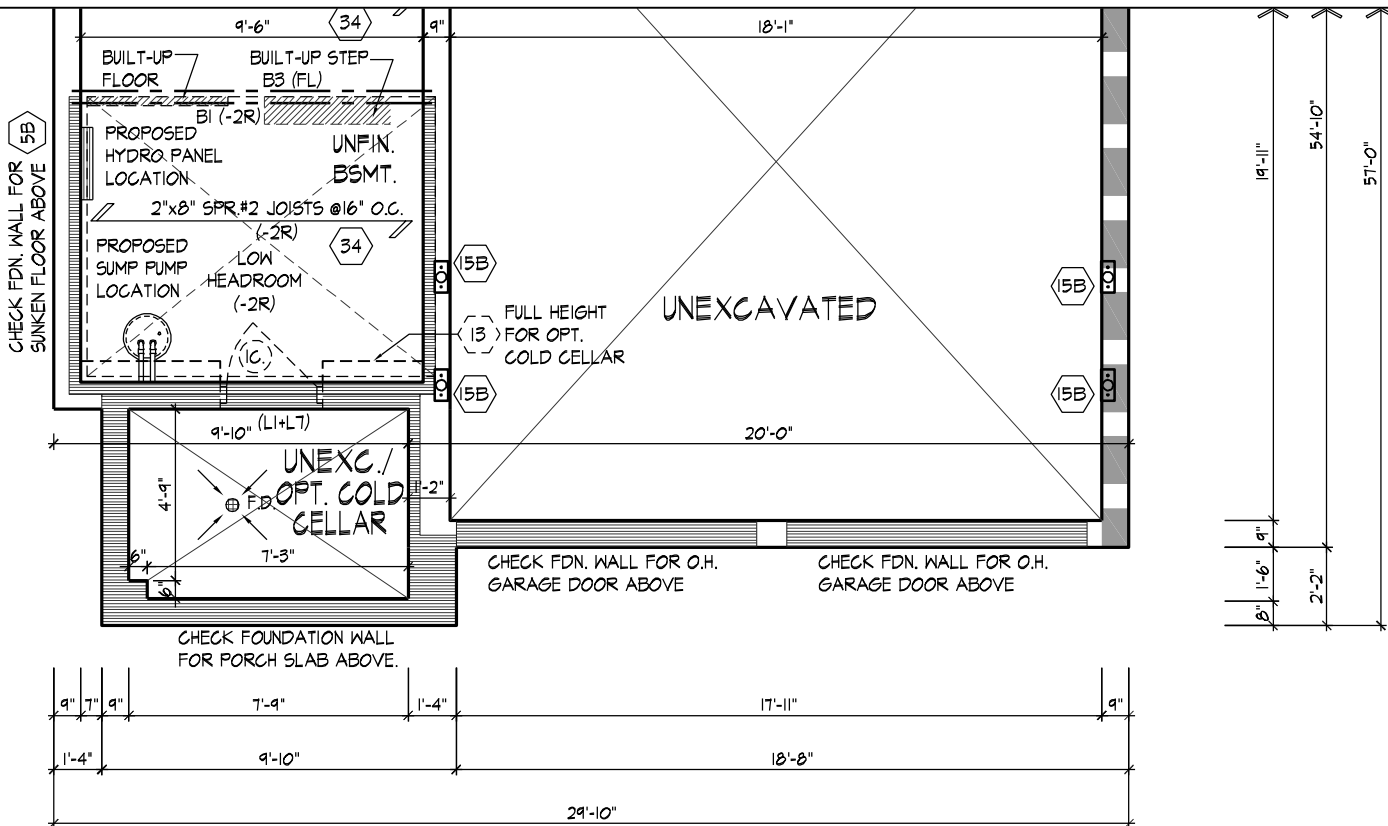 9'-6"
34
9"
18'-1"
BUILT-UP
FLOOR
BUILT-UP STEP
B3 (FL)
B1 (-2R)
PROPOSED
HYDRO PANEL
LOCATION
UNFIN.
BSMT.
2"x8" SPR.#2 JOISTS @16" O.C.
(-2R)
34
PROPOSED
SUMP PUMP
LOCATION
LOW
HEADROOM
(-2R)
1C.
CHECK FDN. WALL FOR
SUNKEN FLOOR ABOVE
5B
15B
15B
13
FULL HEIGHT
FOR OPT.
COLD CELLAR
UNEXCAVATED
15B
15B
19'-11"
54'-10"
57'-0"
(L1+L7)
9'-10"
20'-0"
UNEXC./
OPT. COLD
CELLAR
4'-9"
F.D.
1'-2"
6"
7'-3"
6"
CHECK FDN. WALL FOR O.H.
GARAGE DOOR ABOVE
CHECK FDN. WALL FOR O.H.
GARAGE DOOR ABOVE
9"
1'-6"
8"
2'-2"
CHECK FOUNDATION WALL
FOR PORCH SLAB ABOVE.
9" 7" 9" 7'-9" 1'-4" 17'-11" 9"
1'-4" 9'-10" 18'-8"
29'-10"